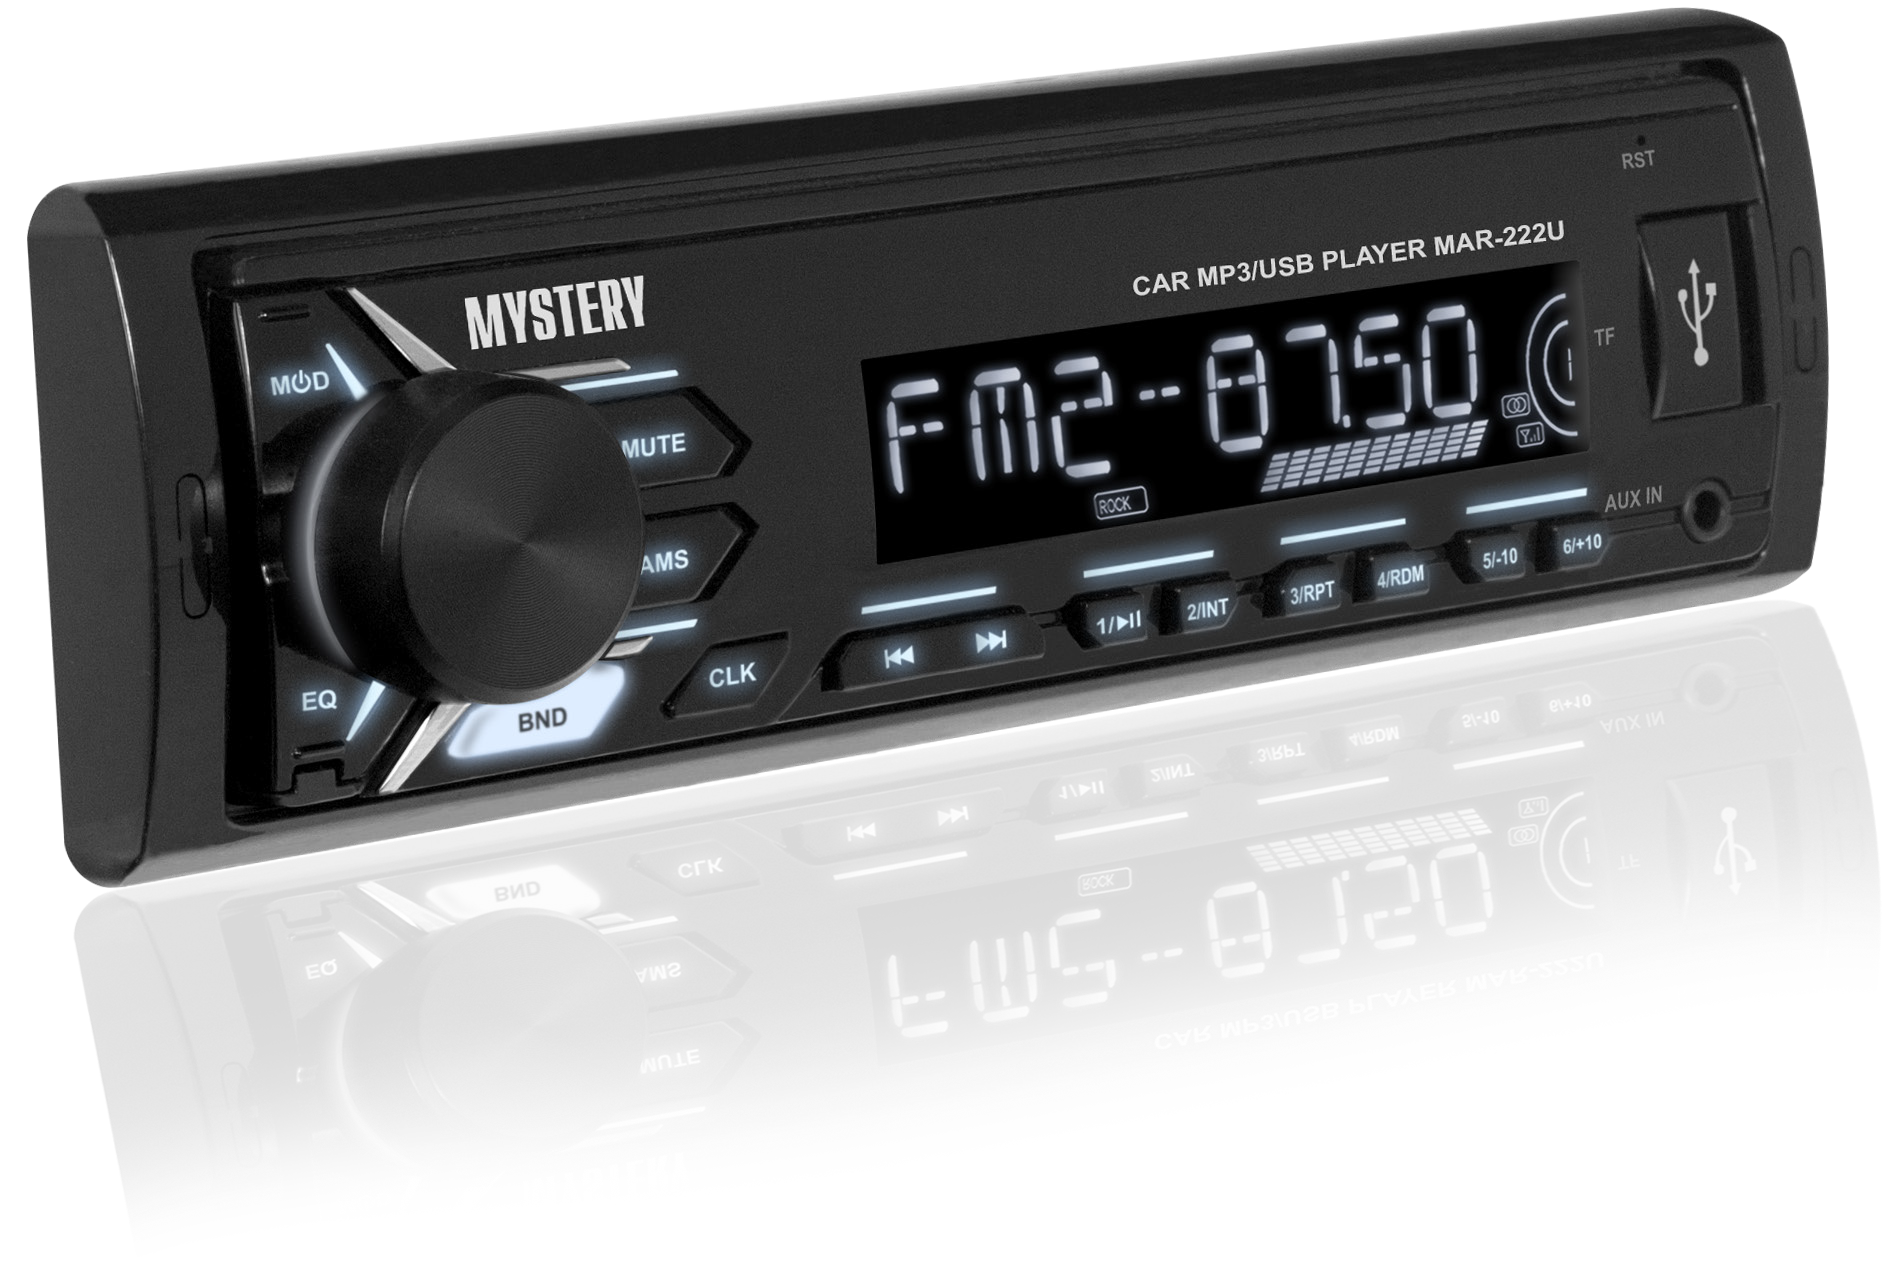 RST
CAR MP3/USB PLAYER MAR-222U
MYSTERY
TF
FM2--87.50
MOD
MUTE
ROCK
AUX IN
AMS
1/▶II
2/INT
3/RPT
4/RDM
5/-10
6/+10
EQ
BND
CLK